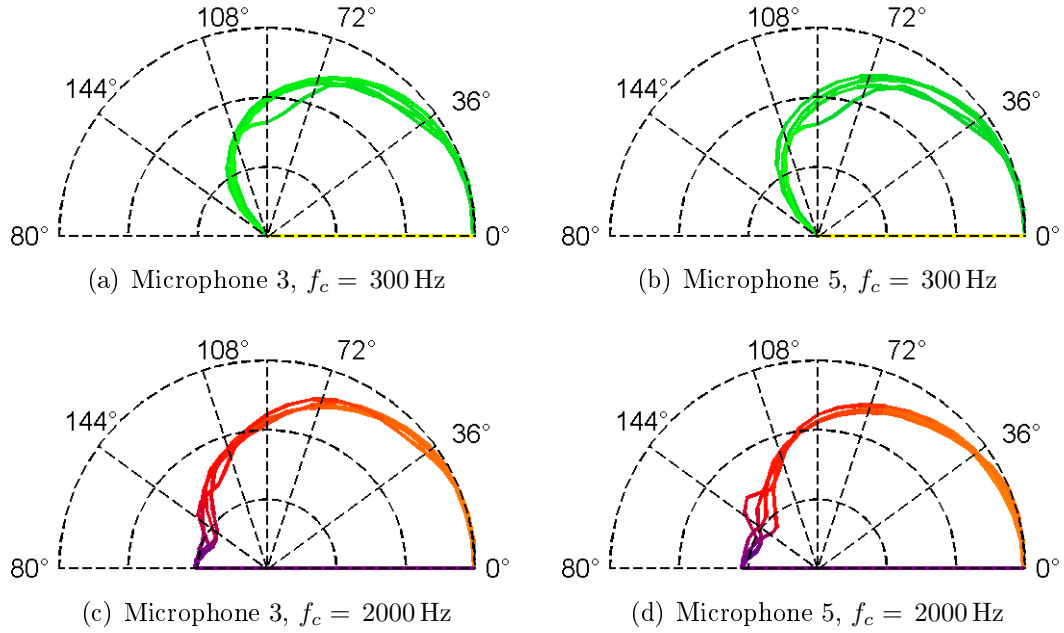 108° 72° 108° 72°
144° 36° 144° 36°
80° 0° 80° 0°
(a) Microphone 3, f_c = 300 Hz (b) Microphone 5, f_c = 300 Hz
108° 72° 108° 72°
144° 36° 144° 36°
80° 0° 80° 0°
(c) Microphone 3, f_c = 2000 Hz (d) Microphone 5, f_c = 2000 Hz